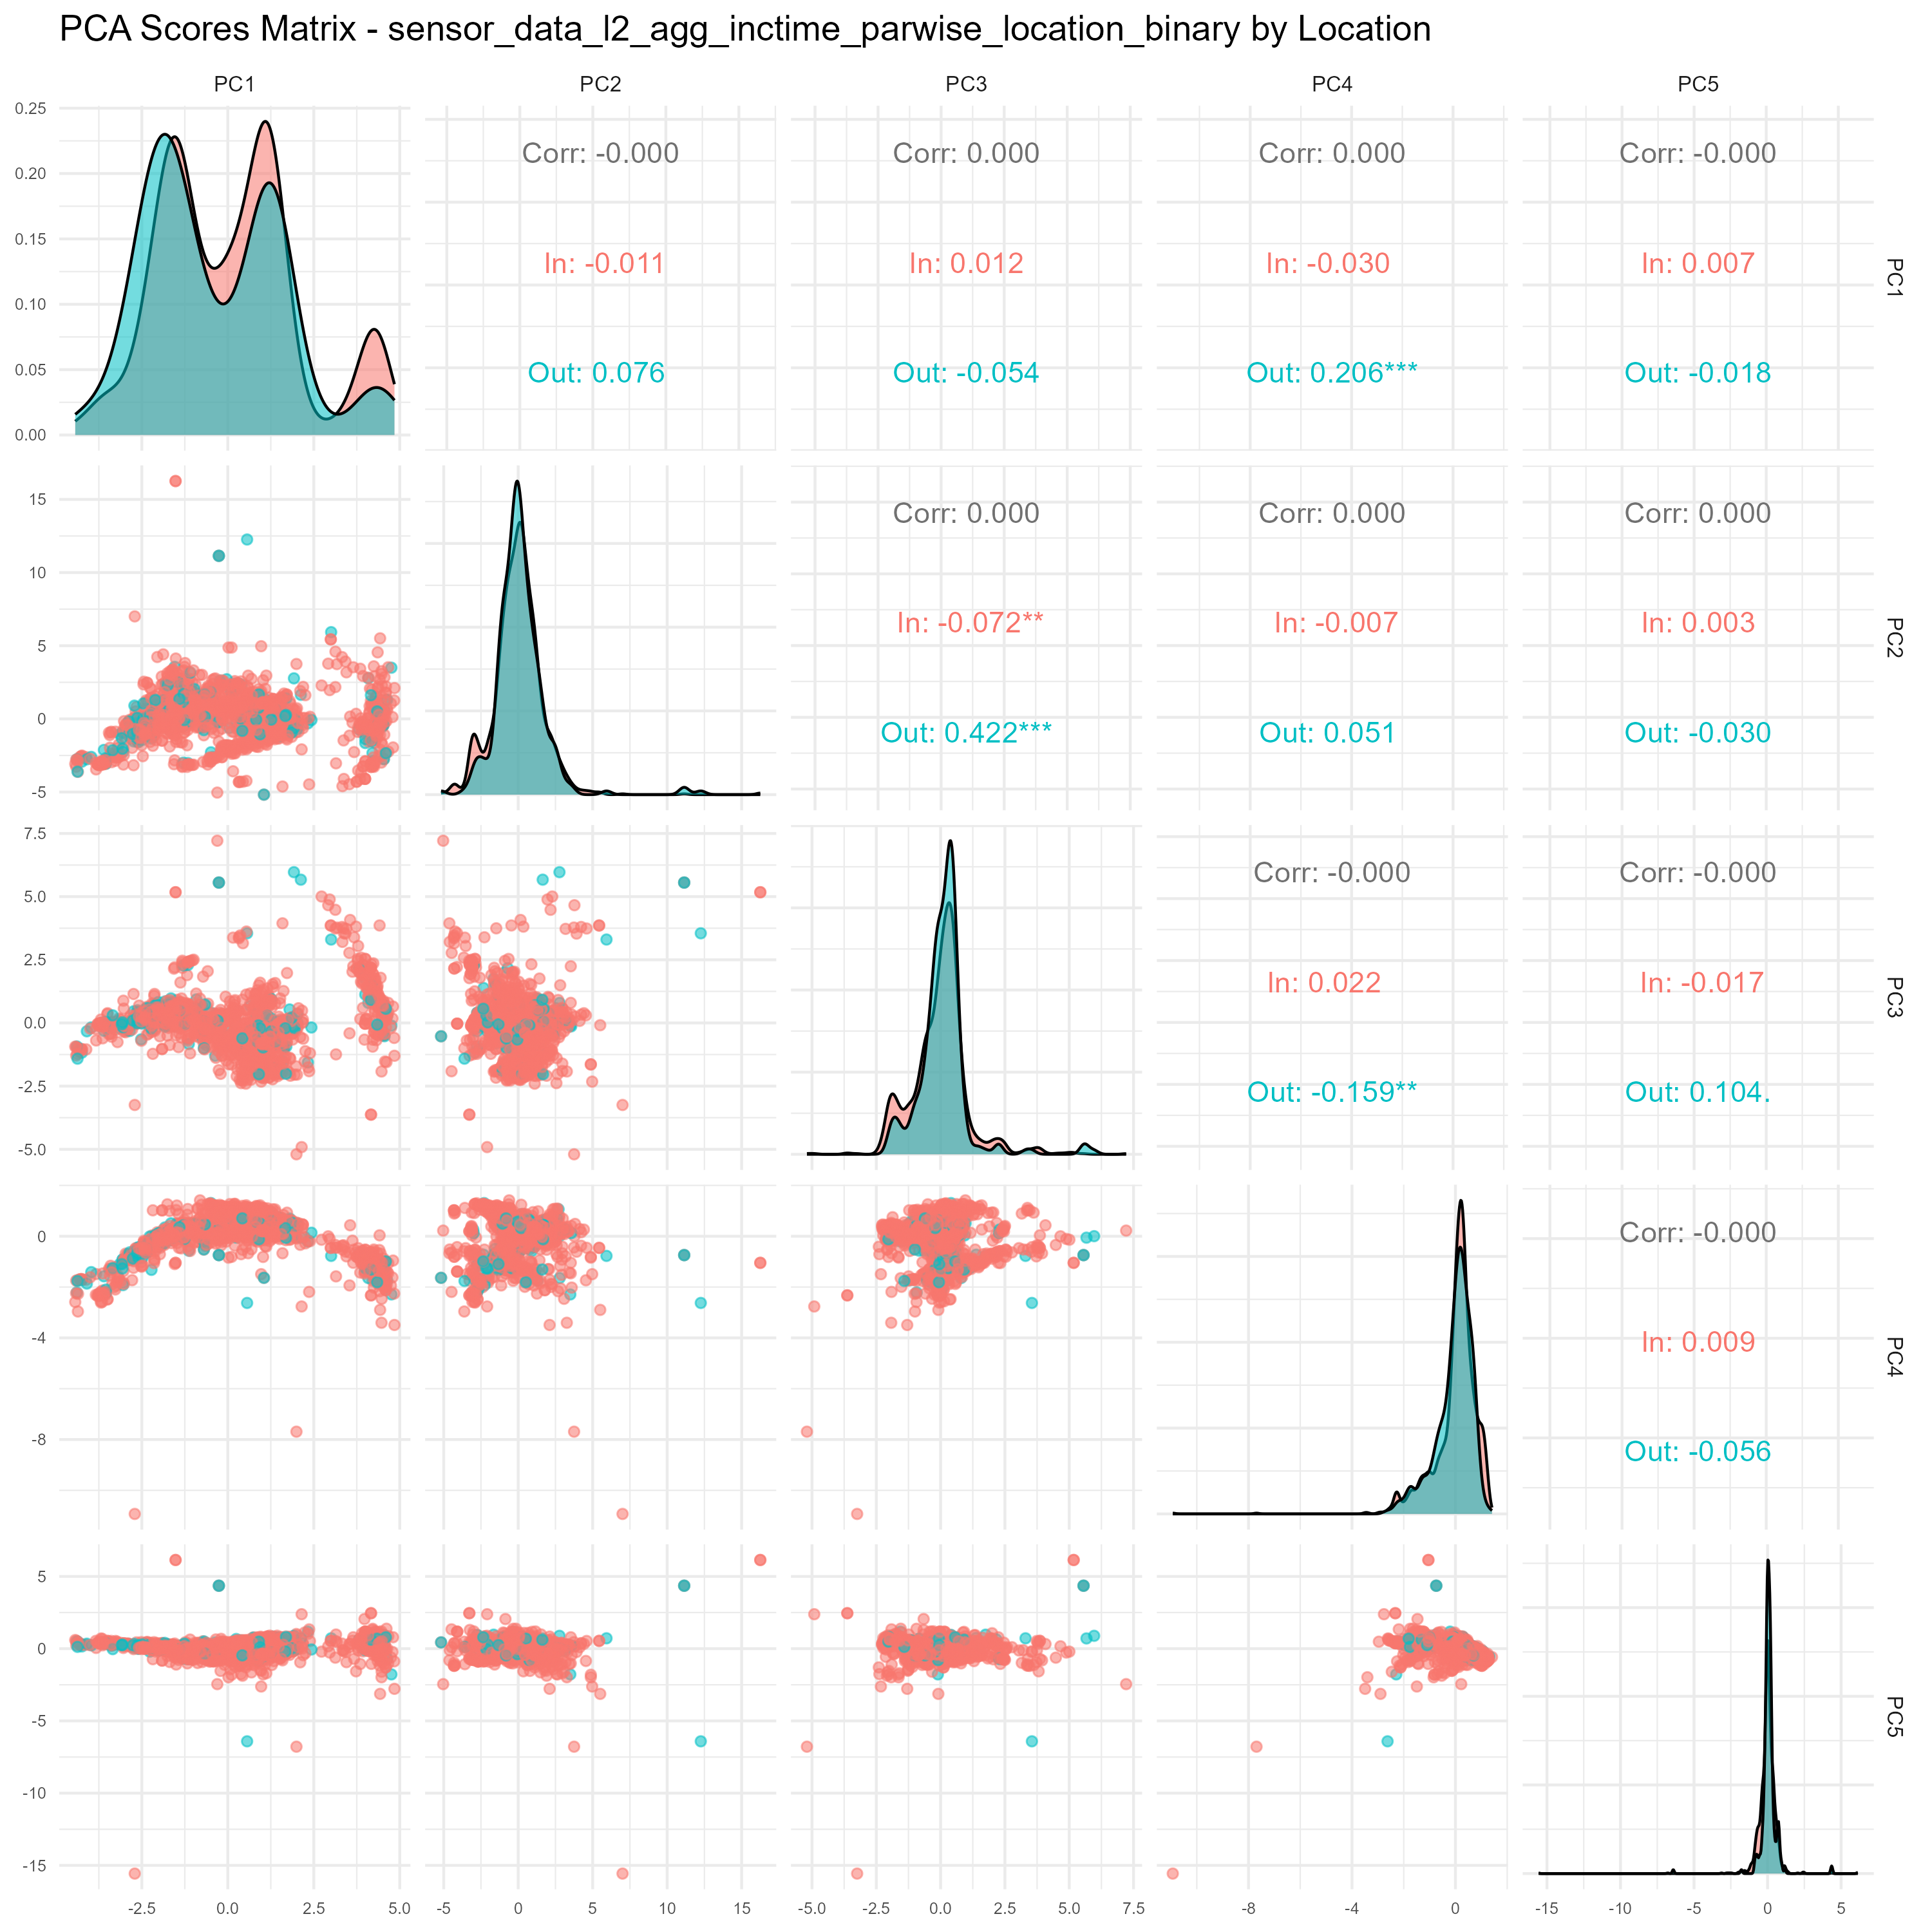 PCA Scores Matrix - sensor_data_l2_agg_inctime_parwise_location_binary by Location
PC1 PC2 PC3 PC4 PC5
0.25
0.20
0.15
0.10
0.05
0.00
Corr: -0.000
In: -0.011
Out: 0.076
Corr: 0.000
In: 0.012
Out: -0.054
Corr: 0.000
In: -0.030
Out: 0.206***
Corr: -0.000
In: 0.007
Out: -0.018
PC1
15
10
5
0
-5
Corr: 0.000
In: -0.072**
Out: 0.422***
Corr: 0.000
In: -0.007
Out: 0.051
Corr: 0.000
In: 0.003
Out: -0.030
PC2
7.5
5.0
2.5
0.0
-2.5
-5.0
Corr: -0.000
In: 0.022
Out: -0.159**
Corr: -0.000
In: -0.017
Out: 0.104.
PC3
0
-4
-8
Corr: -0.000
In: 0.009
Out: -0.056
PC4
5
0
-5
-10
-15
PC5
-2.5 0.0 2.5 5.0
-5 0 5 10 15
-5.0 -2.5 0.0 2.5 5.0 7.5
-8 -4 0
-15 -10 -5 0 5